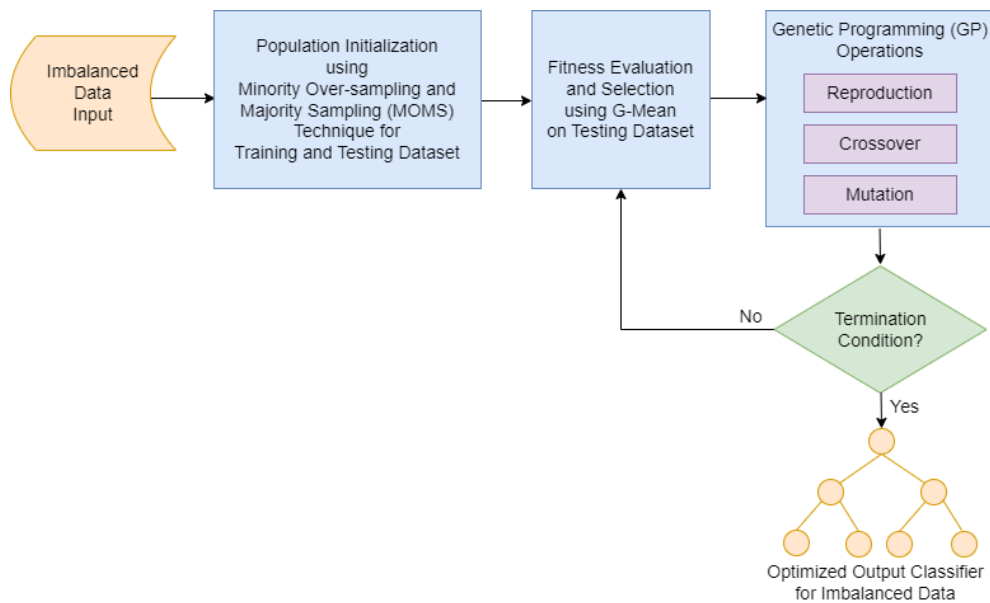 Imbalanced
Data
Input
Population Initialization
using
Minority Over-sampling and
Majority Sampling (MOMS)
Technique for
Training and Testing Dataset
Fitness Evaluation
and Selection
using G-Mean
on Testing Dataset
Genetic Programming (GP)
Operations
Reproduction
Crossover
Mutation
Termination
Condition?
No
Yes
Optimized Output Classifier
for Imbalanced Data